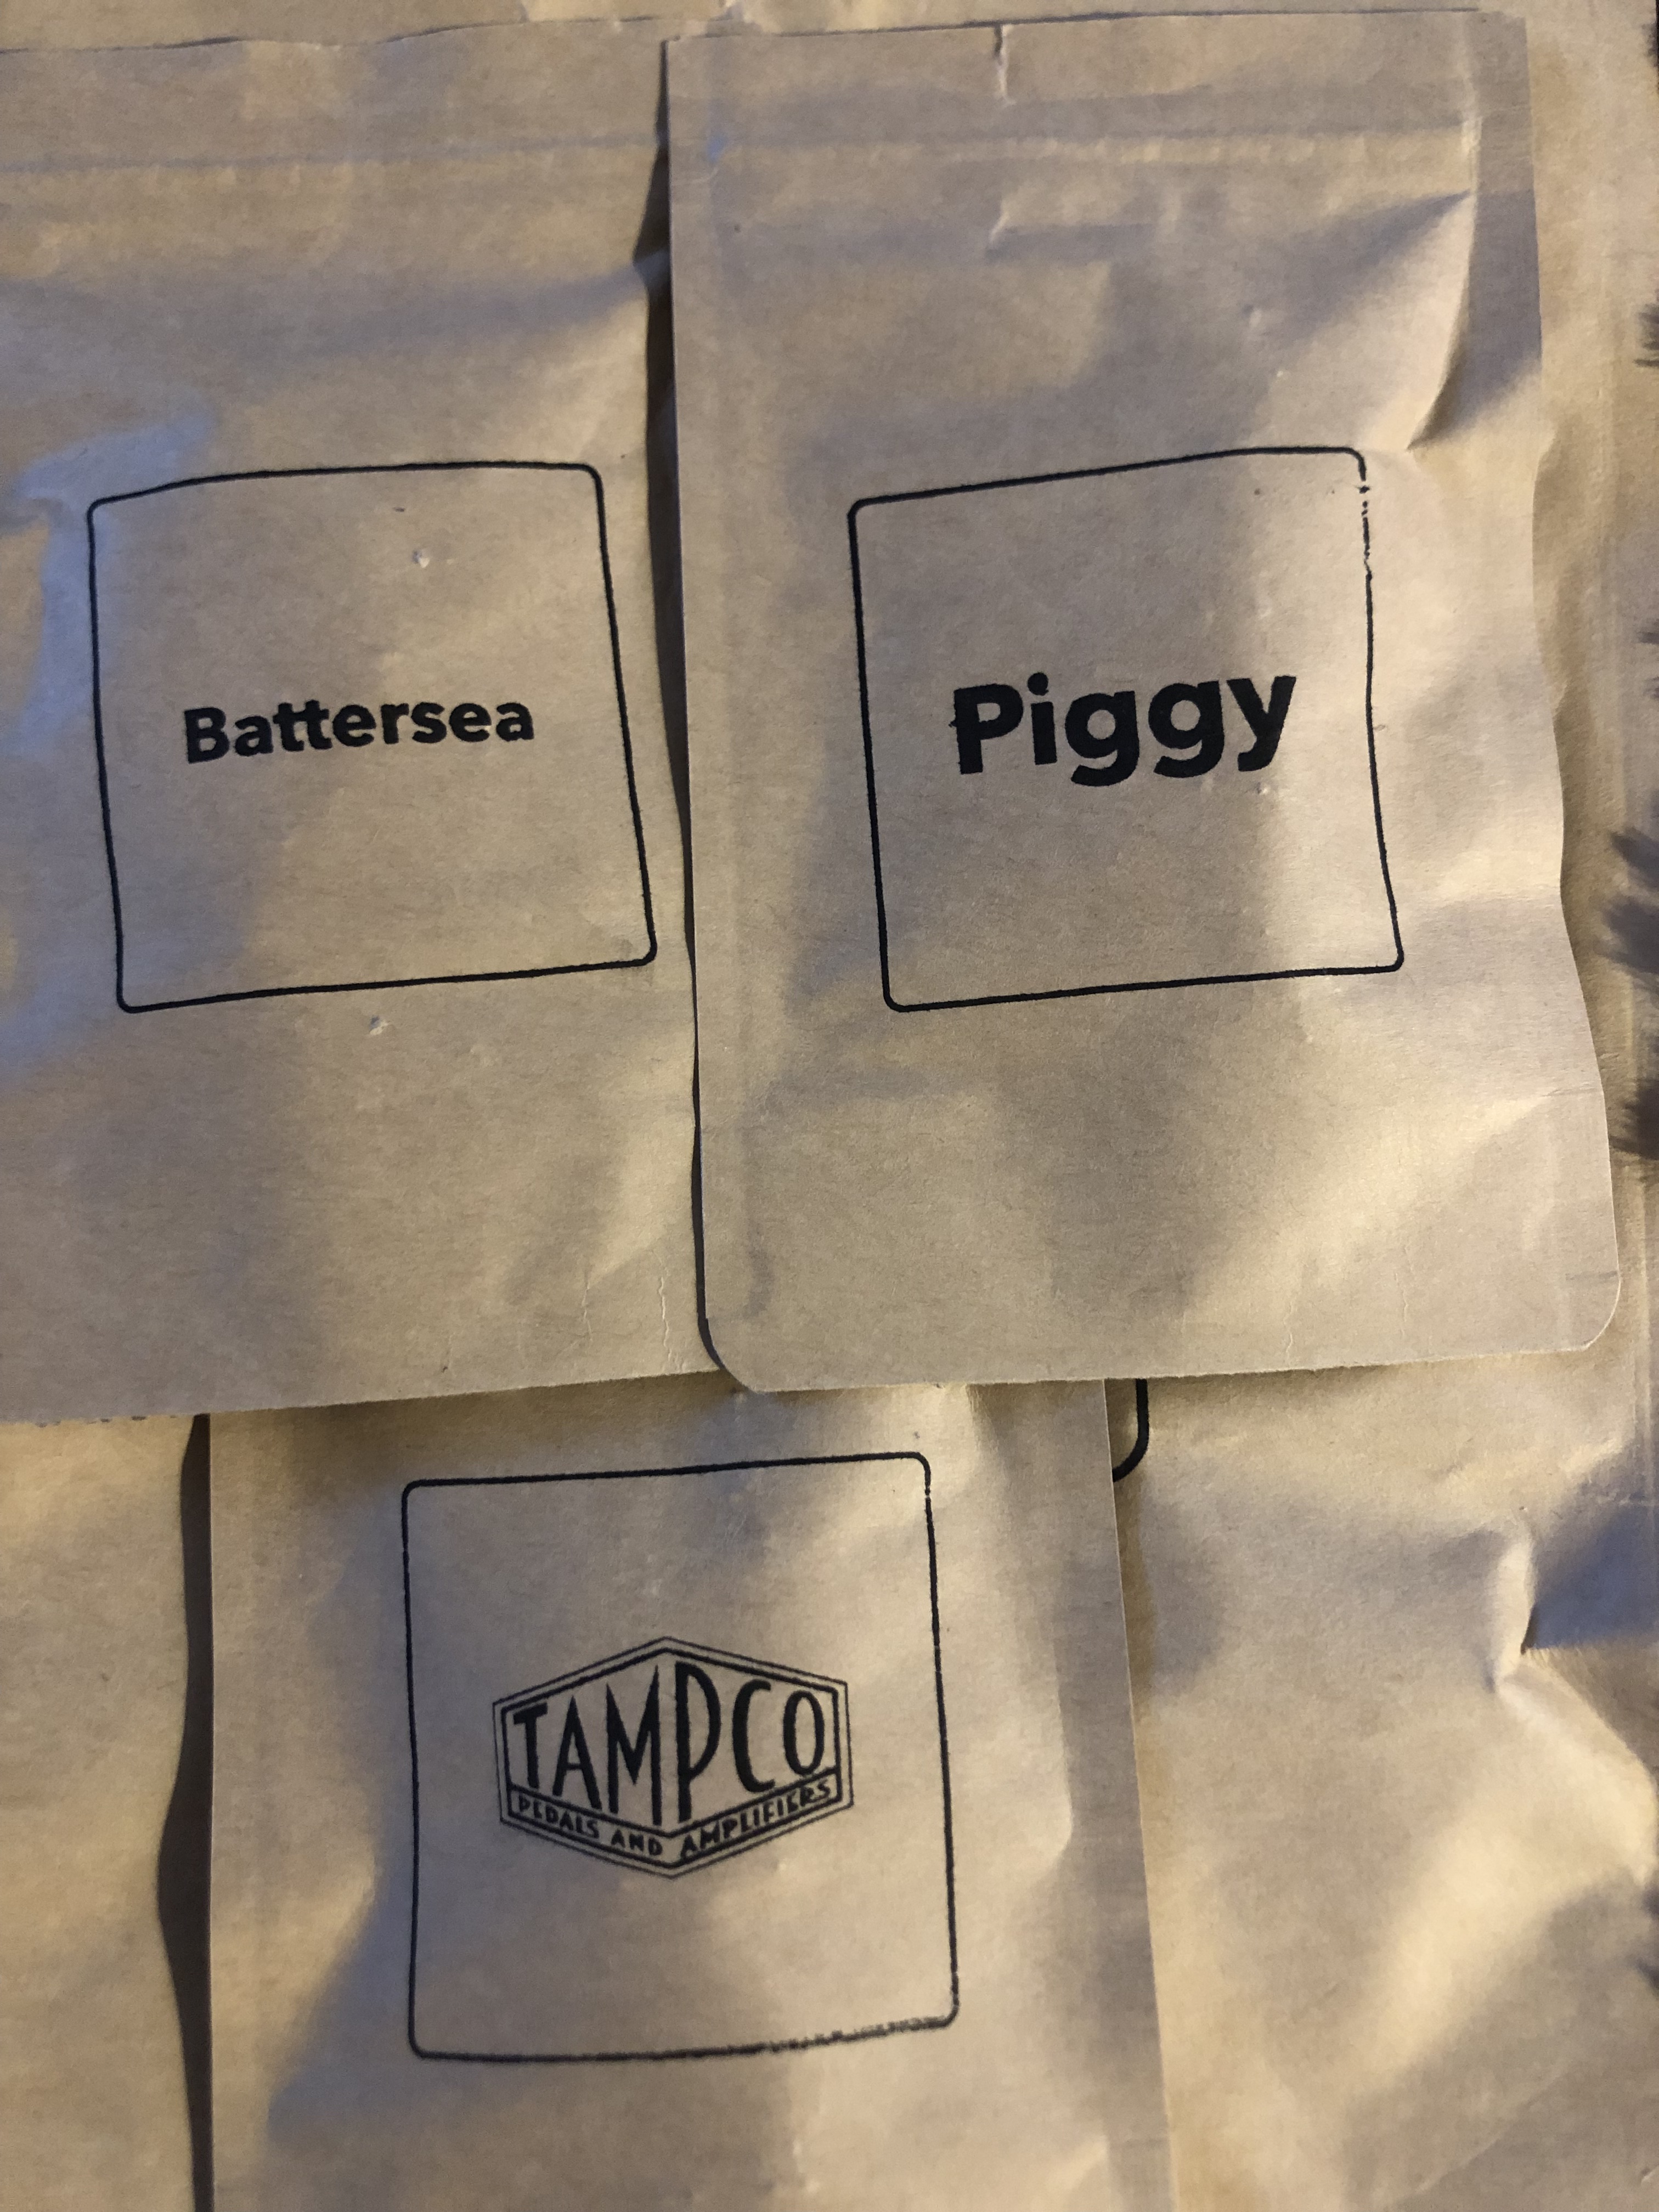 Battersea
Piggy
TAMPCO
PEDALS AND AMPLIFIERS